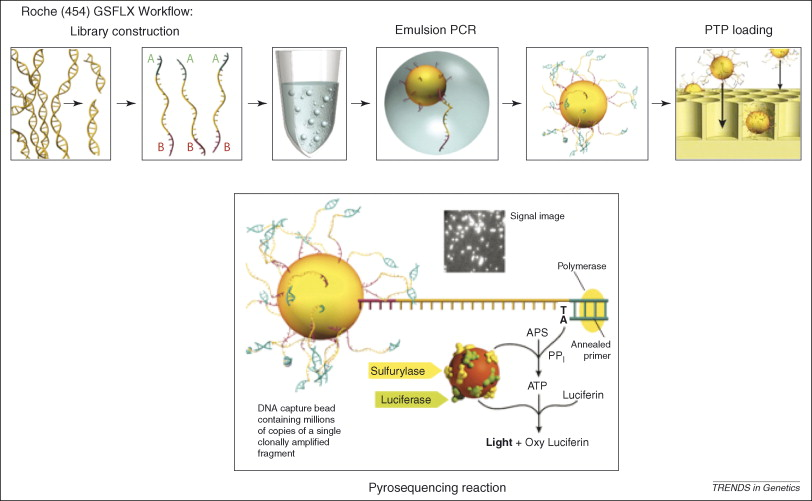 Roche (454) GSFLX Workflow:
Library construction
Emulsion PCR
PTP loading
A A A
B B B
Signal image
Polymerase
T
A
Annealed
primer
APS
PPI
Sulfurylase
Luciferase
ATP
Luciferin
Light + Oxy Luciferin
DNA capture bead
containing millions
of copies of a single
clonally amplified
fragment
Pyrosequencing reaction
TRENDS in Genetics